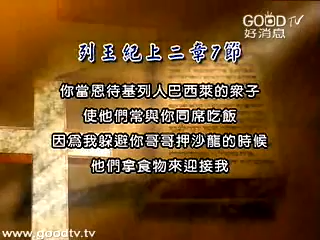 GOOD TV
好消息
列王紀上二章7節
你當恩待基列人巴西萊的眾子
使他們常與你同席吃飯
因為我躲避你哥哥押沙龍的時候
他們拿食物來迎接我
www.goodtv.tv